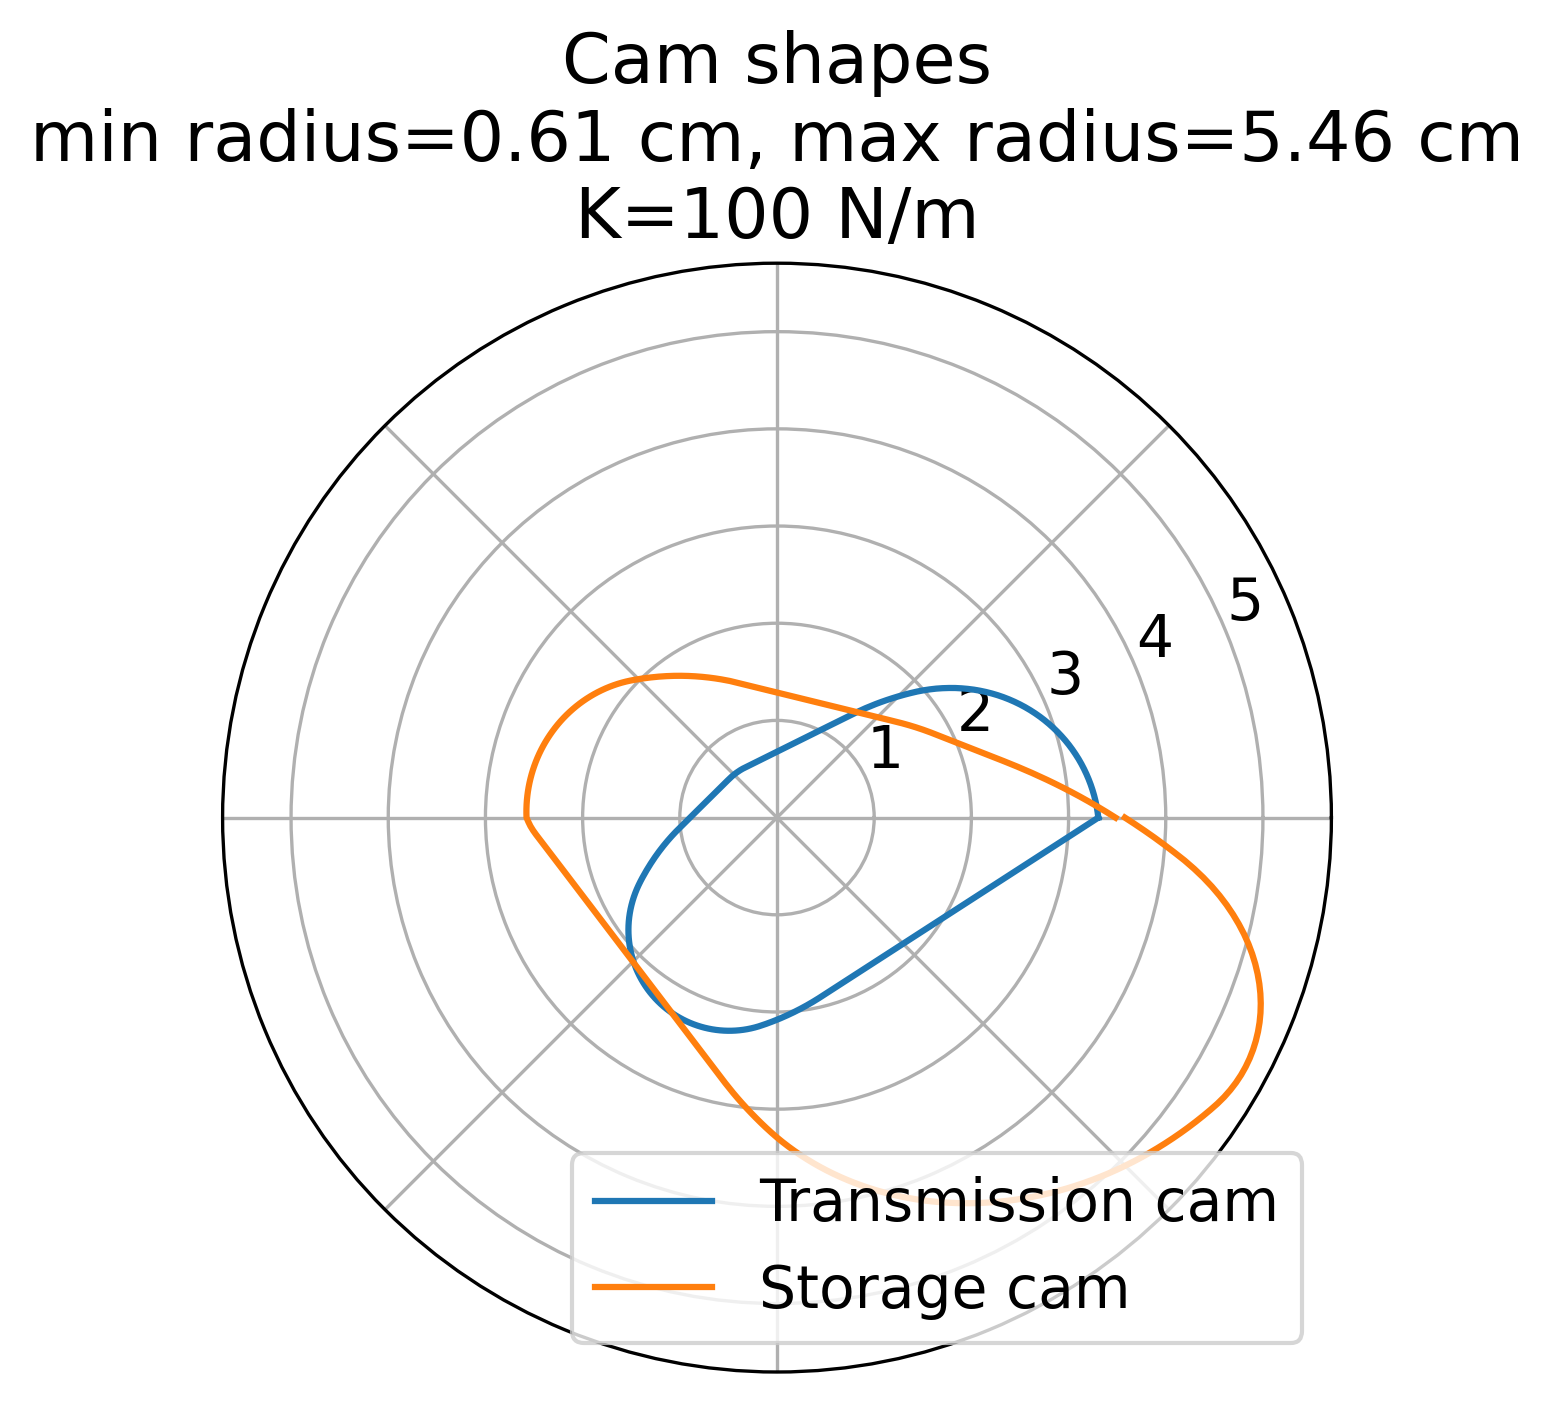 Cam shapes
min radius=0.61 cm, max radius=5.46 cm
K=100 N/m
5
4
3
2
1
Transmission cam
Storage cam